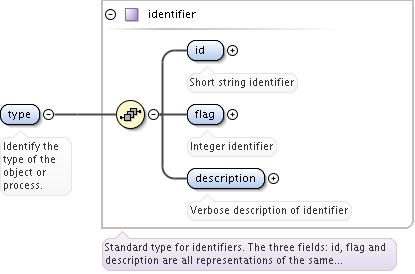 identifier
id
Short string identifier
type
flag
Identify the
type of the
object or
process.
Integer identifier
description
Verbose description of identifier
Standard type for identifiers. The three fields: id, flag and
description are all representations of the same...